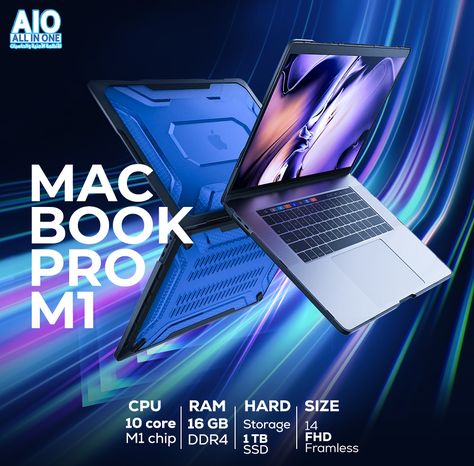 AIO
ALL IN ONE
MAC
BOOK
PRO
M1
CPU
10 core
M1 chip
RAM
16 GB
DDR4
HARD
Storage
1 TB
SSD
SIZE
14
FHD
Framless